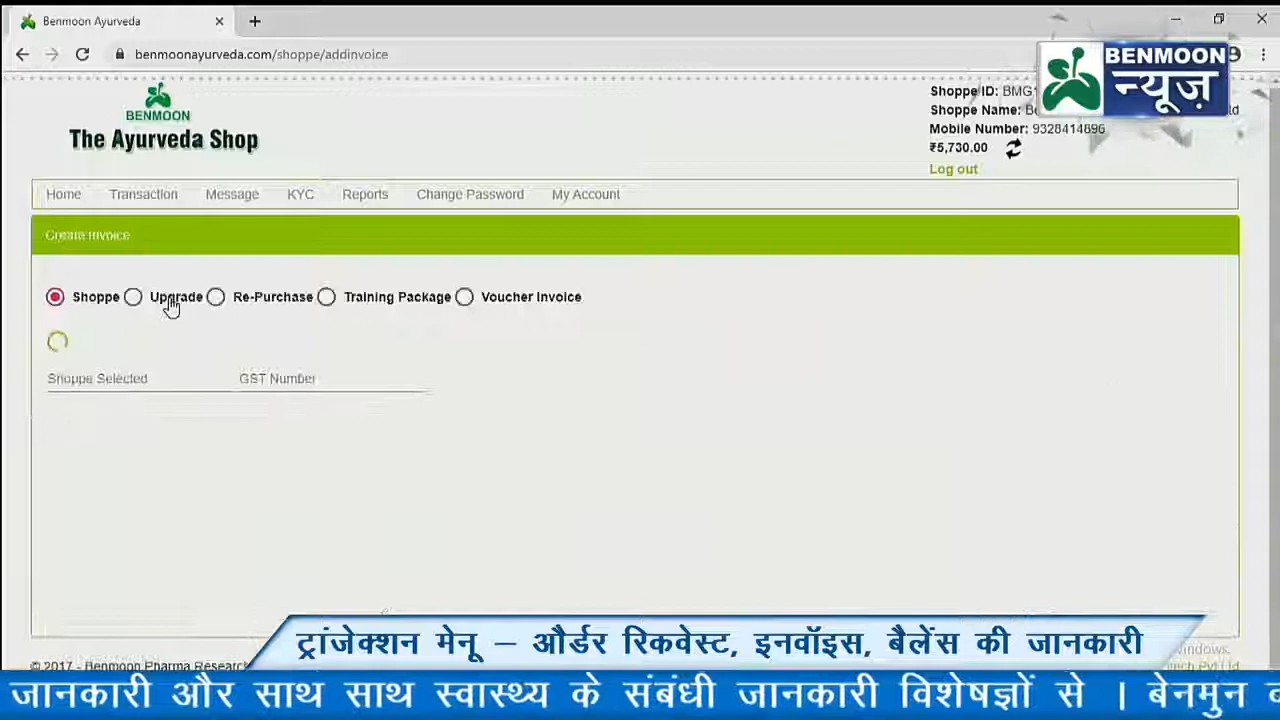 Benmoon Ayurveda
benmoonayurveda.com/shoppe/addinvoice
BENMOON
न्यूज़
BENMOON
The Ayurveda Shop
Shoppe ID: BMG
Shoppe Name:
Mobile Number: 9328414896
₹5,730.00
Log out
Home Transaction Message KYC Reports Change Password My Account
Create Invoice
Shoppe Upgrade Re-Purchase Training Package Voucher Invoice
Shoppe Selected GST Number
ट्रांजेक्शन मेनू – और्डर रिकवेस्ट, इनवॉइस, बैलेंस की जानकारी
© 2017 - Benmoon Pharma Research
जानकारी और साथ साथ स्वास्थ्य के संबंधी जानकारी विशेषज्ञों से । बेनमुन